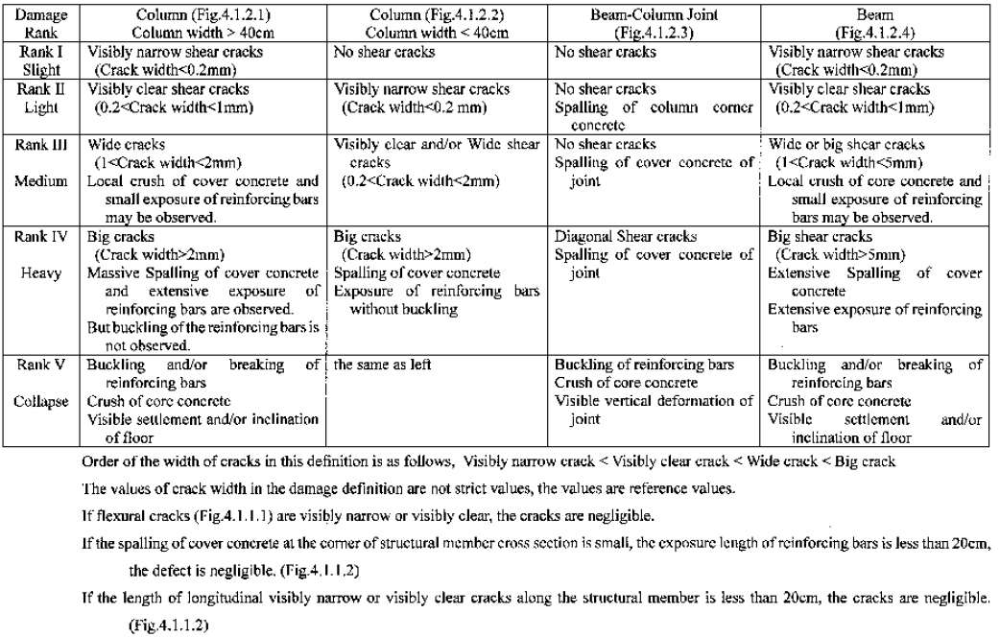 Damage Rank | Column (Fig.4.1.2.1) Column width > 40cm | Column (Fig.4.1.2.2) Column width < 40cm | Beam-Column Joint (Fig.4.1.2.3) | Beam (Fig.4.1.2.4)
Rank I Slight | Visibly narrow shear cracks (Crack width<0.2mm) | No shear cracks | No shear cracks | Visibly narrow shear cracks (Crack width<0.2mm)
Rank II Light | Visibly clear shear cracks (0.2<Crack width<1mm) | Visibly narrow shear cracks (Crack width<0.2 mm) | No shear cracks Spalling of column corner concrete | Visibly clear shear cracks (0.2<Crack width<1mm)
Rank III Medium | Wide cracks (1<Crack width<2mm) Local crush of cover concrete and small exposure of reinforcing bars may be observed. | Visibly clear and/or Wide shear cracks (0.2<Crack width<2mm) | No shear cracks Spalling of cover concrete of joint | Wide or big shear cracks (1<Crack width<5mm) Local crush of core concrete and small exposure of reinforcing bars may be observed.
Rank IV Heavy | Big cracks (Crack width>2mm) Massive Spalling of cover concrete and extensive exposure of reinforcing bars are observed. But buckling of the reinforcing bars is not observed. | Big cracks (Crack width>2mm) Spalling of cover concrete Exposure of reinforcing bars without buckling | Diagonal Shear cracks Spalling of cover concrete of joint | Big shear cracks (Crack width>5mm) Extensive Spalling of cover concrete Extensive exposure of reinforcing bars
Rank V Collapse | Buckling and/or breaking of reinforcing bars Crush of core concrete Visible settlement and/or inclination of floor | the same as left | Buckling of reinforcing bars Crush of core concrete Visible vertical deformation of joint | Buckling and/or breaking of reinforcing bars Crush of core concrete Visible settlement and/or inclination of floor
Order of the width of cracks in this definition is as follows, Visibly narrow crack < Visibly clear crack < Wide crack < Big crack
The values of crack width in the damage definition are not strict values, the values are reference values.
If flexural cracks (Fig.4.1.1.1) are visibly narrow or visibly clear, the cracks are negligible.
If the spalling of cover concrete at the corner of structural member cross section is small, the exposure length of reinforcing bars is less than 20cm,
the defect is negligible. (Fig.4.1.1.2)
If the length of longitudinal visibly narrow or visibly clear cracks along the structural member is less than 20cm, the cracks are negligible.
(Fig.4.1.1.2)